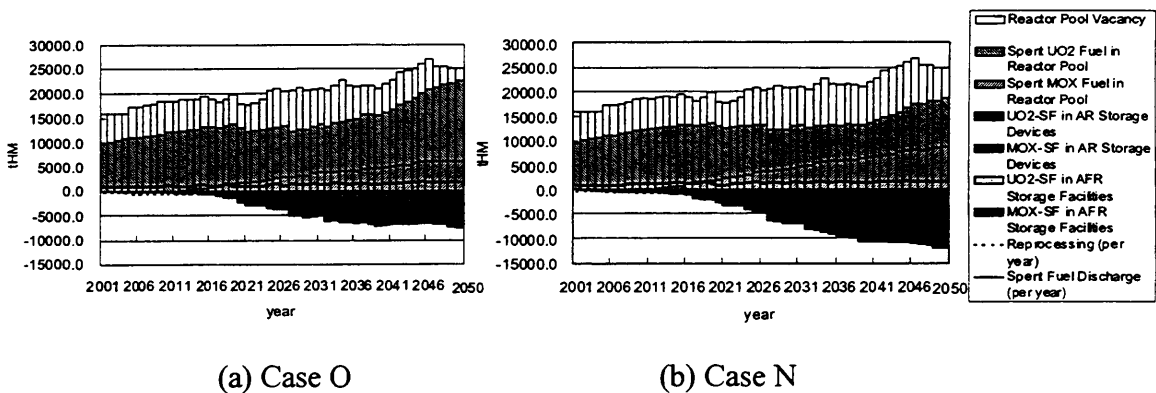 30000.0
25000.0
20000.0
15000.0
10000.0
5000.0
0.0
-5000.0
-10000.0
-15000.0
tHM
2001 2006 2011 2016 2021 2026 2031 2036 2041 2046 2050
year
(a) Case O
30000.0
25000.0
20000.0
15000.0
10000.0
5000.0
0.0
-5000.0
-10000.0
-15000.0
tHM
2001 2006 2011 2016 2021 2026 2031 2036 2041 2046 2050
year
(b) Case N
Reactor Pool Vacancy
Spent UO2 Fuel in
Reactor Pool
Spent MOX Fuel in
Reactor Pool
UO2-SF in AR Storage
Devices
MOX-SF in AR Storage
Devices
UO2-SF in AFR
Storage Facilities
MOX-SF in AFR
Storage Facilities
Reprocessing (per
year)
Spent Fuel Discharge
(per year)